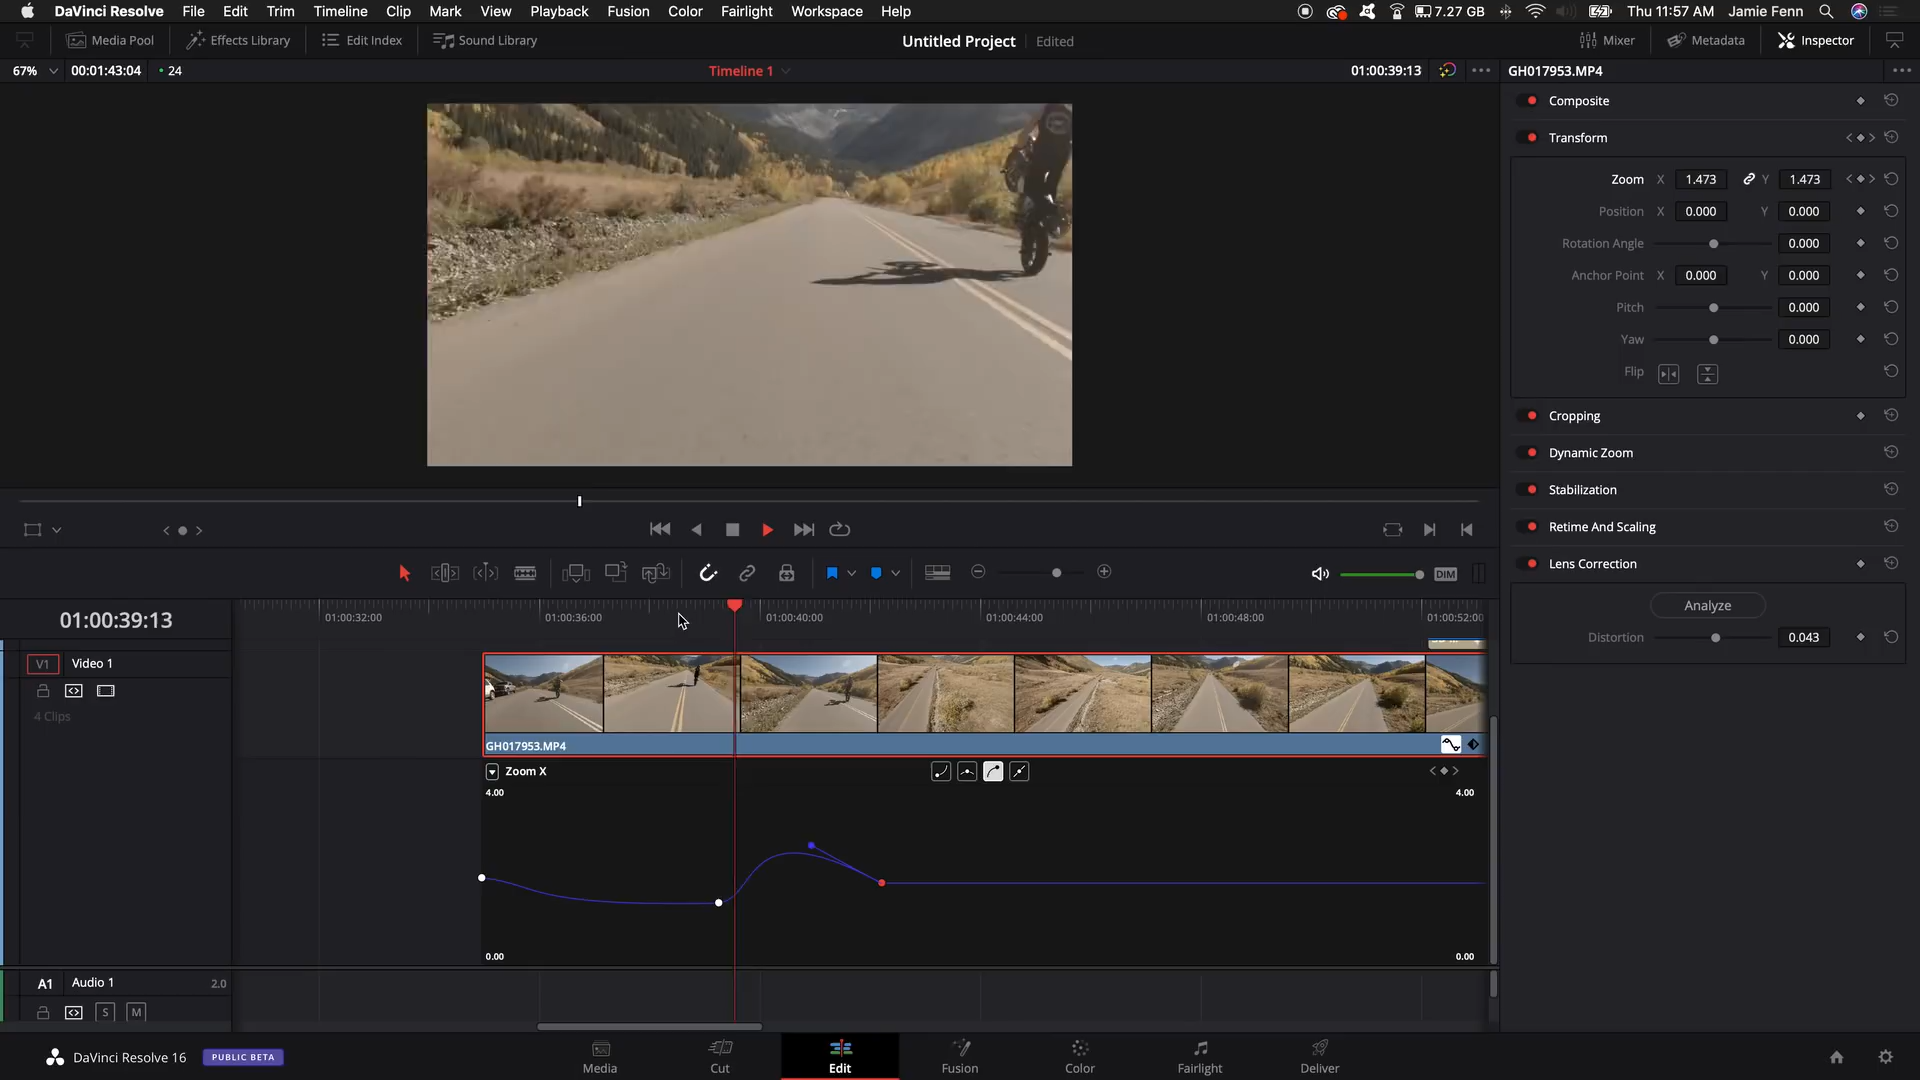 DaVinci Resolve File Edit Trim Timeline Clip Mark View Playback Fusion Color Fairlight Workspace Help 7.27 GB Thu 11:57 AM Jamie Fenn
Media Pool Effects Library Edit Index Sound Library Untitled Project Edited Mixer Metadata Inspector
67% 00:01:43:04 24 Timeline 1 01:00:39:13 GH017953.MP4
Composite
Transform
Zoom X 1.473 Y 1.473
Position X 0.000 Y 0.000
Rotation Angle 0.000
Anchor Point X 0.000 Y 0.000
Pitch 0.000
Yaw 0.000
Flip
Cropping
Dynamic Zoom
Stabilization
Retime And Scaling
Lens Correction
DIM
Analyze
Distortion 0.043
01:00:39:13
01:00:32:00 01:00:36:00 01:00:40:00 01:00:44:00 01:00:48:00 01:00:52:00
V1 Video 1
4 Clips
GH017953.MP4
Zoom X
4.00 4.00
0.00 0.00
A1 Audio 1 2.0
S M
DaVinci Resolve 16 PUBLIC BETA
Media Cut Edit Fusion Color Fairlight Deliver